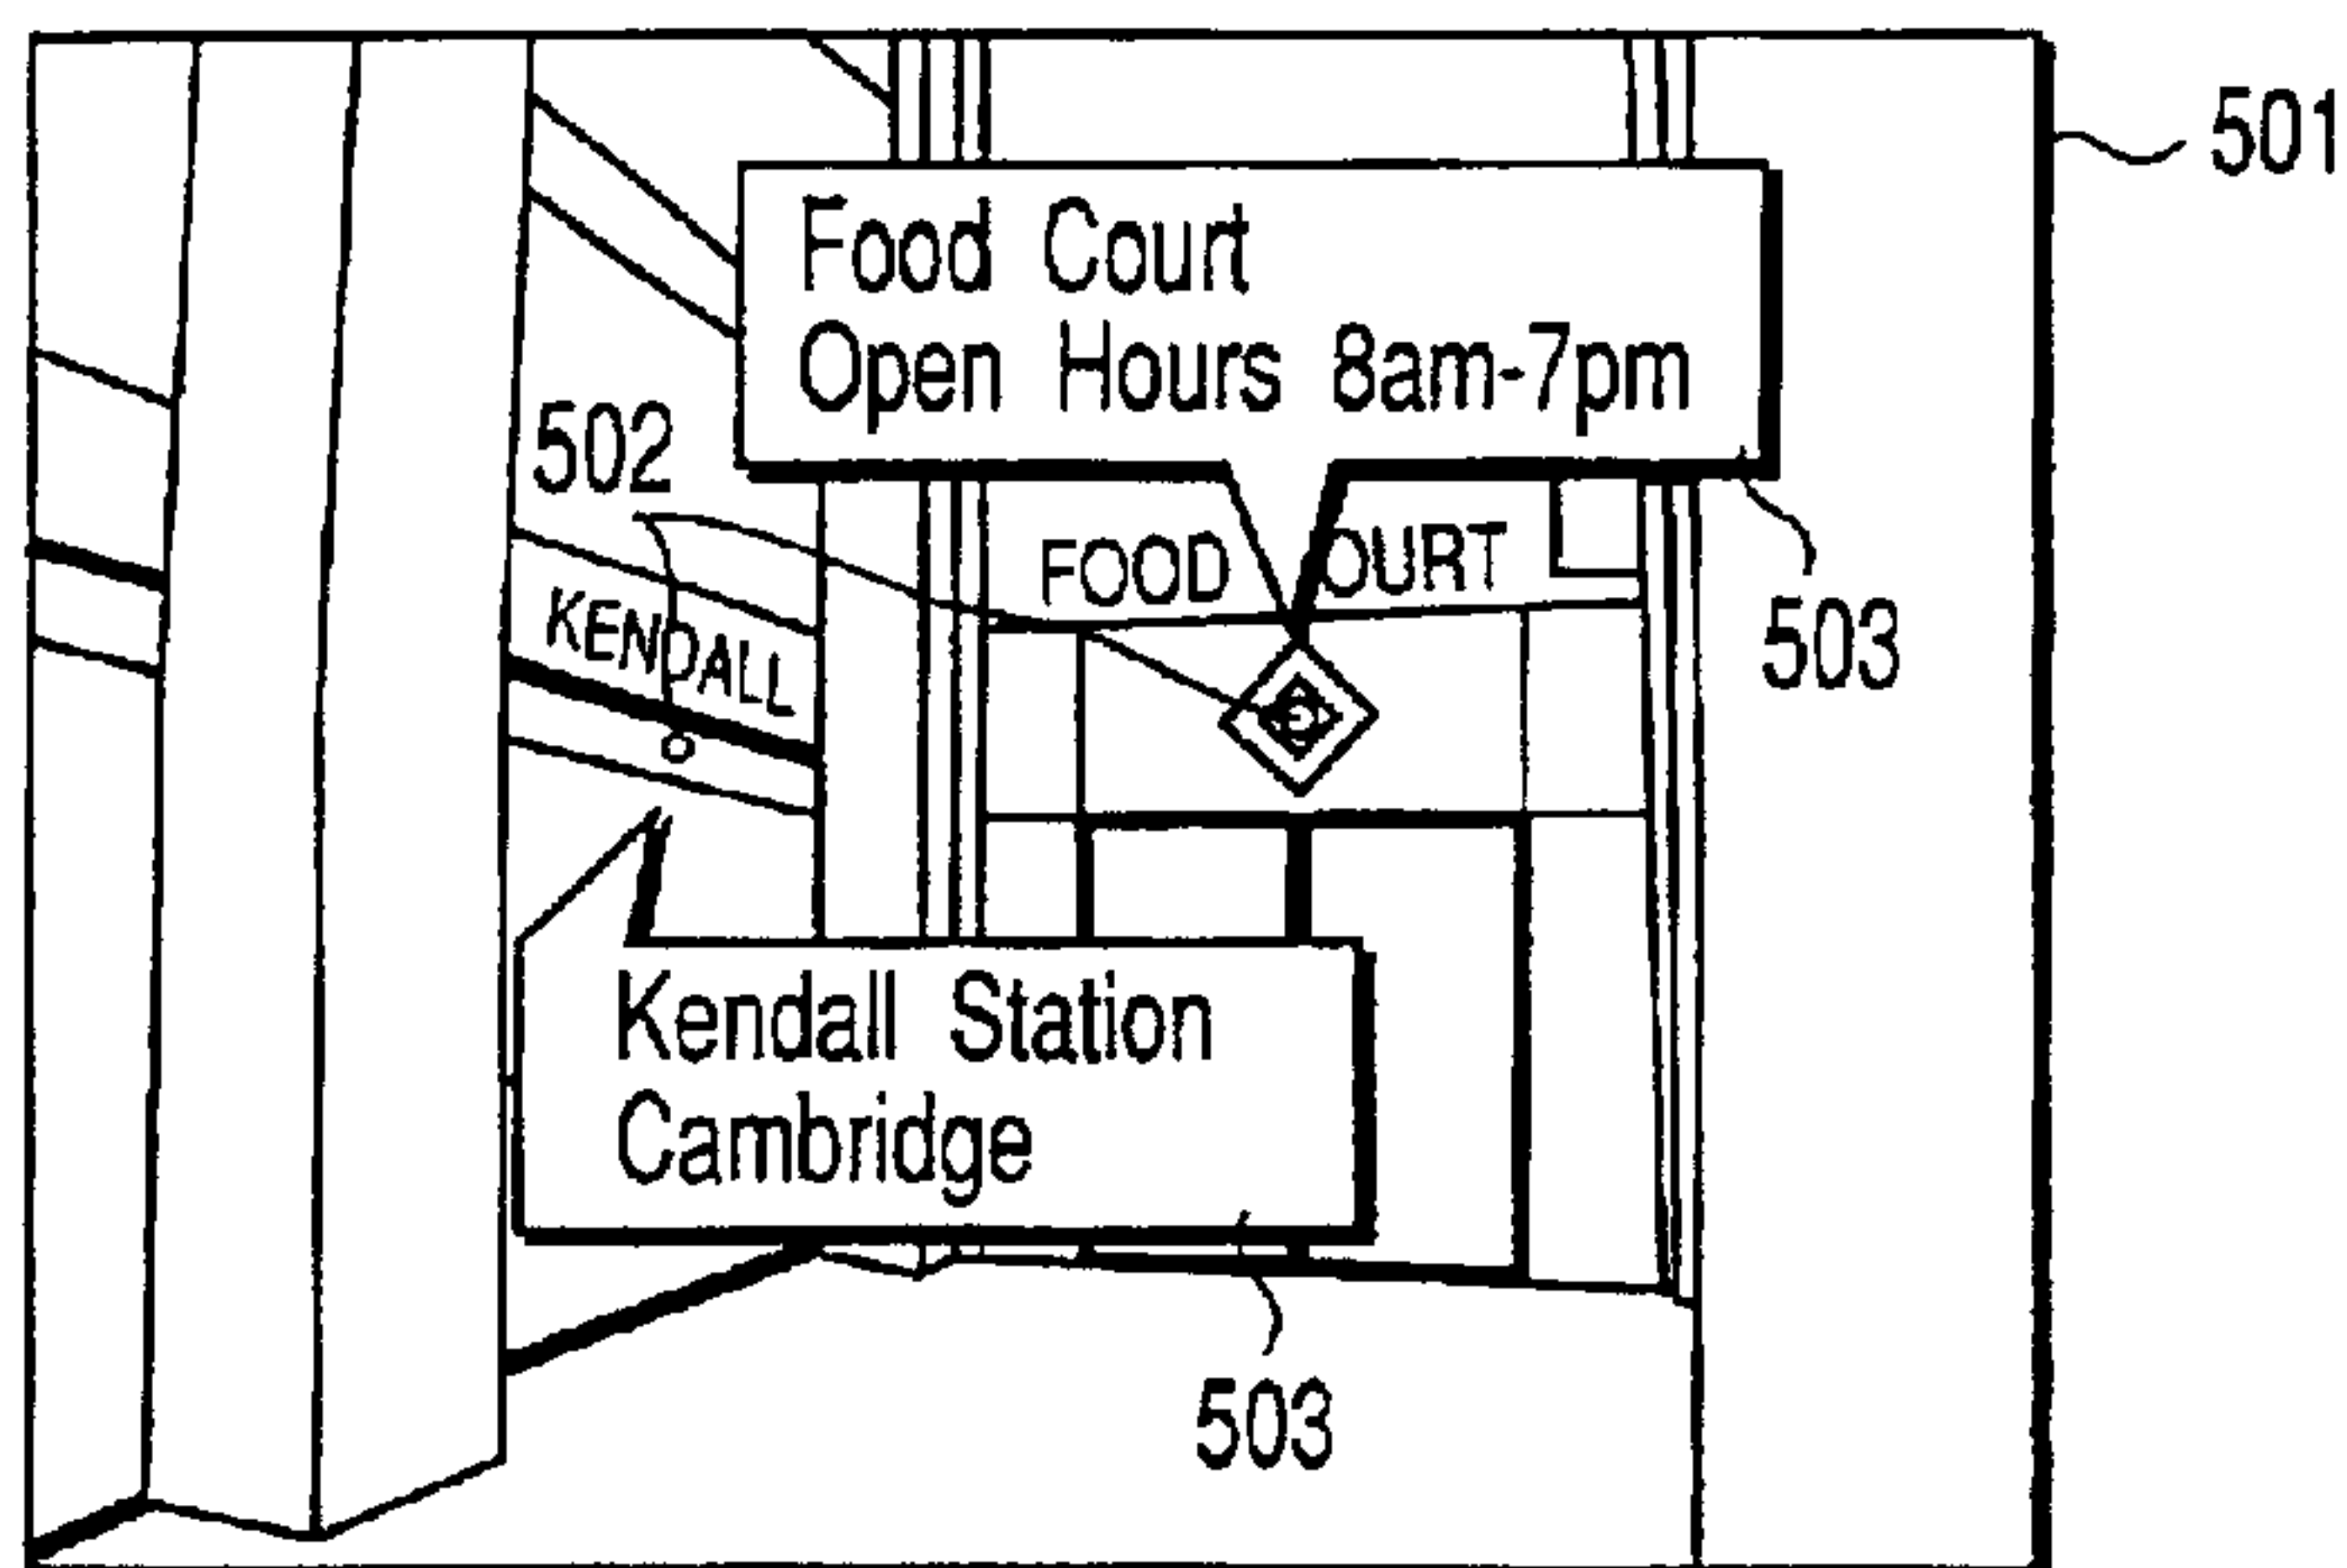 501
Food Court
Open Hours 8am-7pm
502
FOOD OURT
KENDALL
503
Kendall Station
Cambridge
503